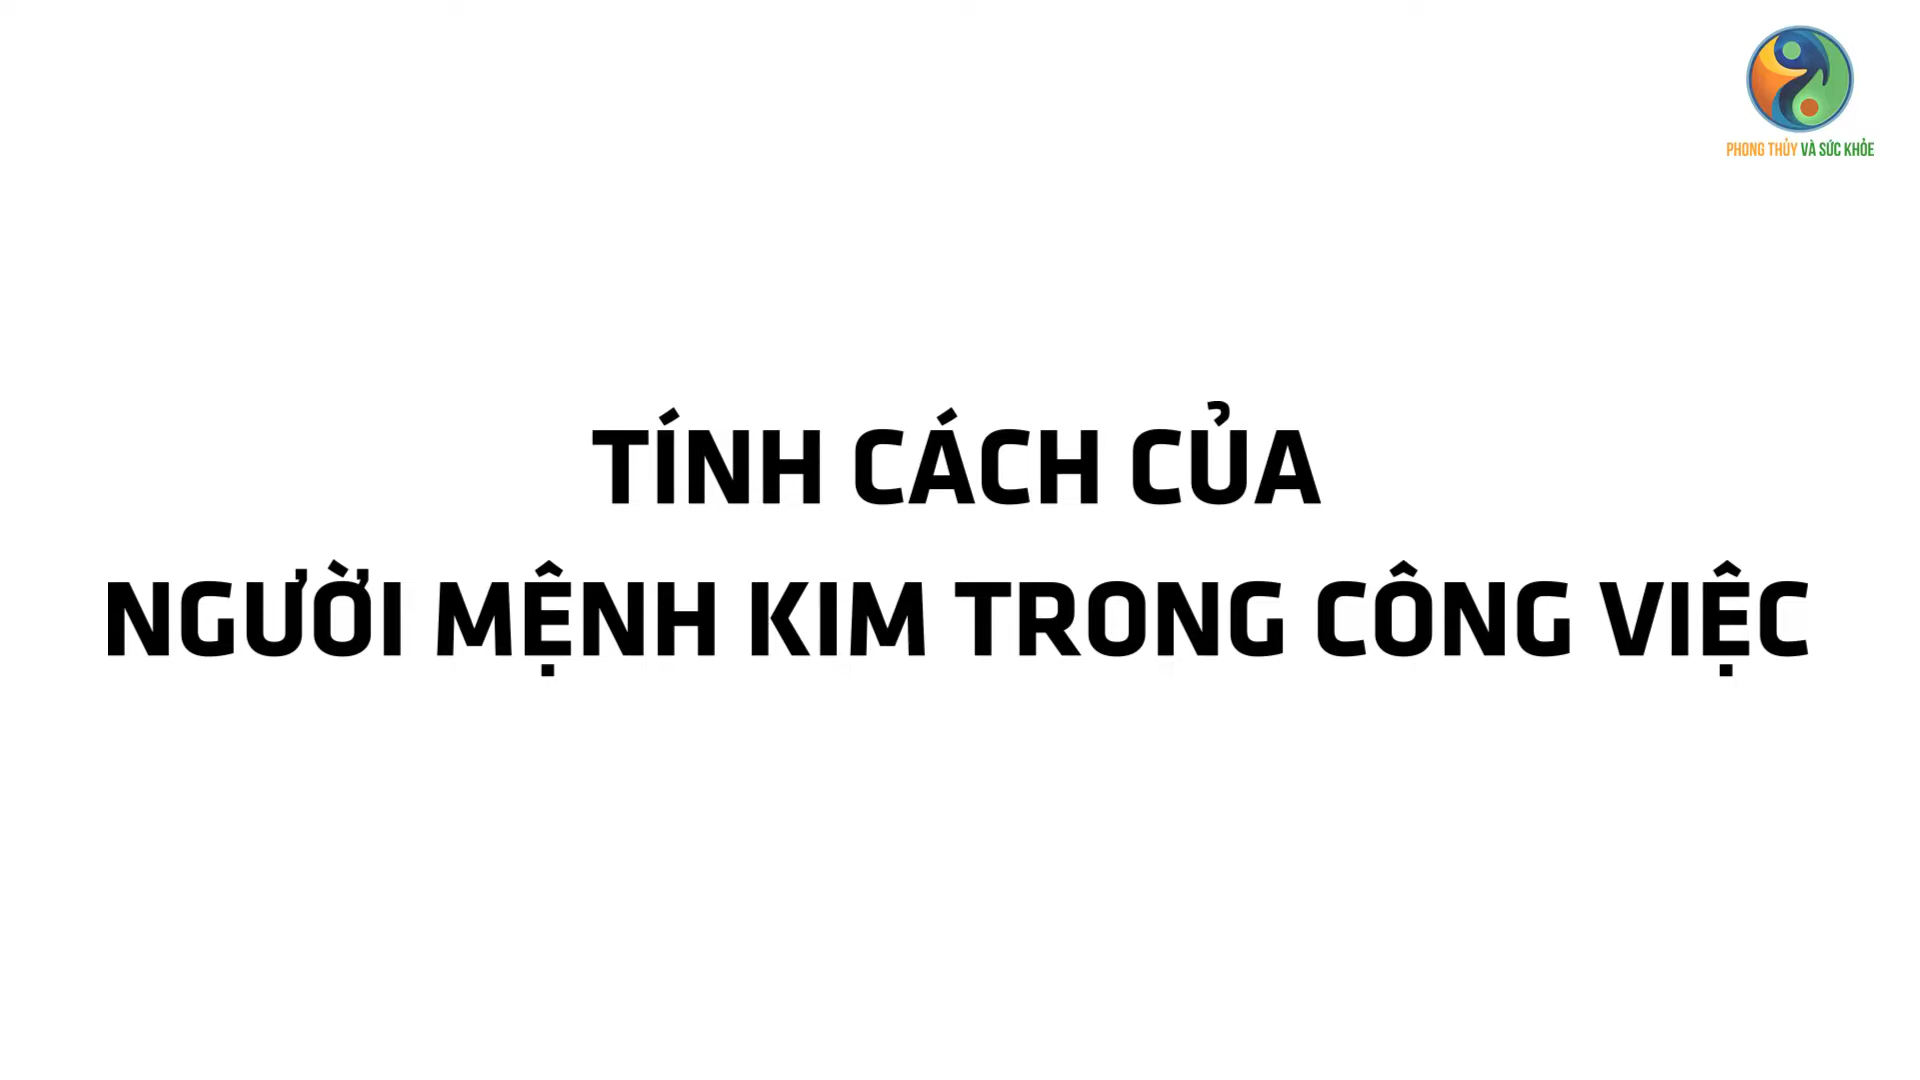 PHONG THỦY VÀ SỨC KHỎE
TÍNH CÁCH CỦA
NGƯỜI MỆNH KIM TRONG CÔNG VIỆC